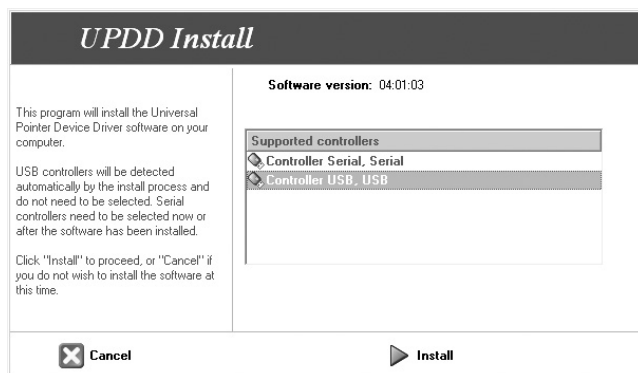 UPDD Install
Software version: 04:01:03
This program will install the Universal
Pointer Device Driver software on your
computer.
USB controllers will be detected
automatically by the install process and
do not need to be selected. Serial
controllers need to be selected now or
after the software has been installed.
Click "Install" to proceed, or "Cancel" if
you do not wish to install the software at
this time.
Supported controllers
Controller Serial, Serial
Controller USB, USB
Cancel
Install